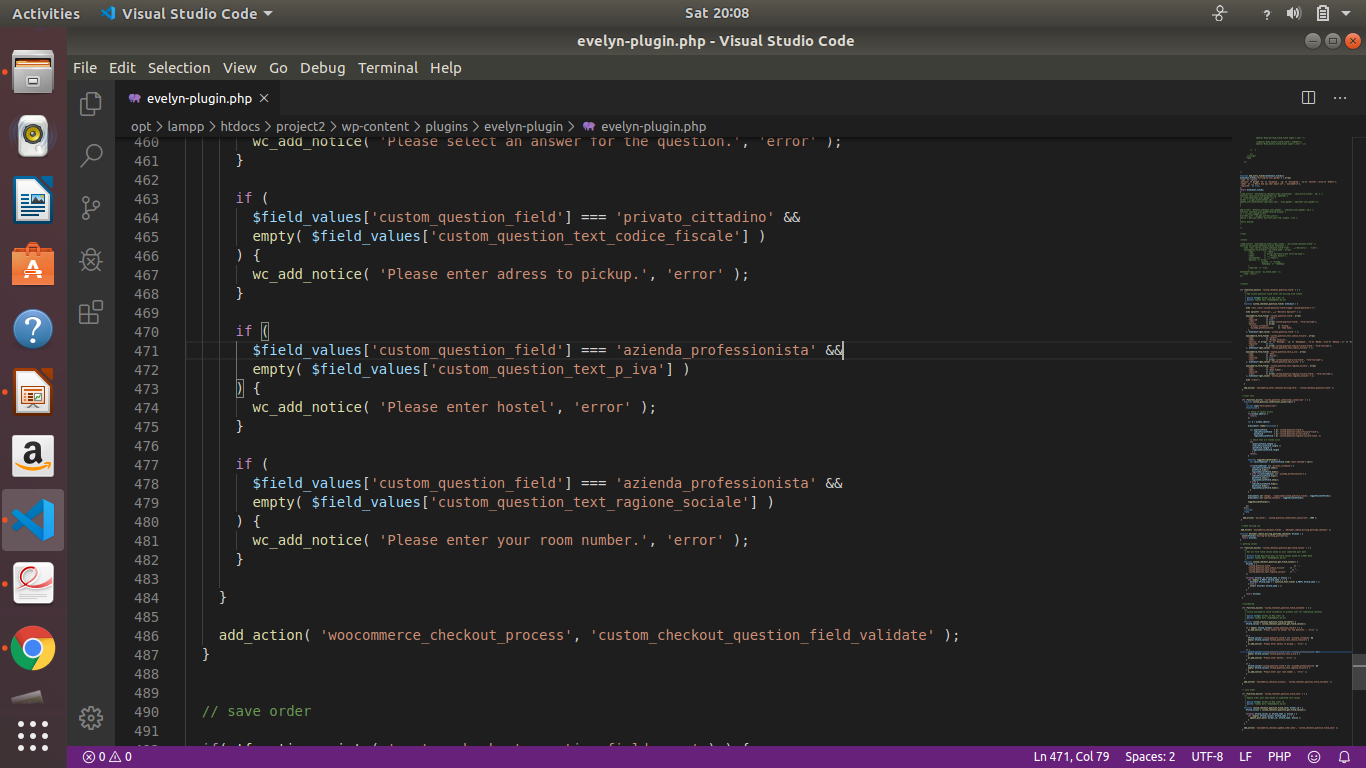 Activities Visual Studio Code Sat 20:08 ?
evelyn-plugin.php - Visual Studio Code
File Edit Selection View Go Debug Terminal Help
evelyn-plugin.php
opt > lampp > htdocs > project2 > wp-content > plugins > evelyn-plugin > evelyn-plugin.php
460 wc_add_notice( 'Please select an answer for the question.', 'error' );
461 }
462
463 if (
464 $field_values['custom_question_field'] === 'privato_cittadino' &&
465 empty( $field_values['custom_question_text_codice_fiscale'] )
466 ) {
467 wc_add_notice( 'Please enter adress to pickup.', 'error' );
468 }
469
470 if (
471 $field_values['custom_question_field'] === 'azienda_professionista' &&
472 empty( $field_values['custom_question_text_p_iva'] )
473 ) {
474 wc_add_notice( 'Please enter hostel', 'error' );
475 }
476
477 if (
478 $field_values['custom_question_field'] === 'azienda_professionista' &&
479 empty( $field_values['custom_question_text_ragione_sociale'] )
480 ) {
481 wc_add_notice( 'Please enter your room number.', 'error' );
482 }
483
484 }
485
486 add_action( 'woocommerce_checkout_process', 'custom_checkout_question_field_validate' );
487 }
488
489
490 // save order
491
0 0 Ln 471, Col 79 Spaces: 2 UTF-8 LF PHP